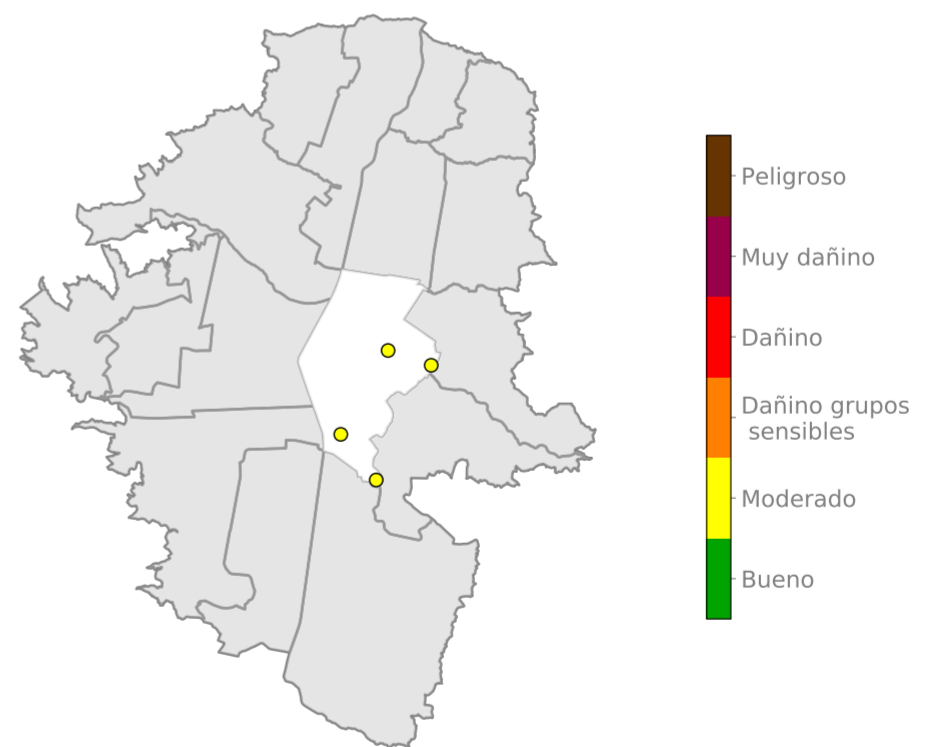 Peligroso
Muy dañino
Dañino
Dañino grupos
sensibles
Moderado
Bueno